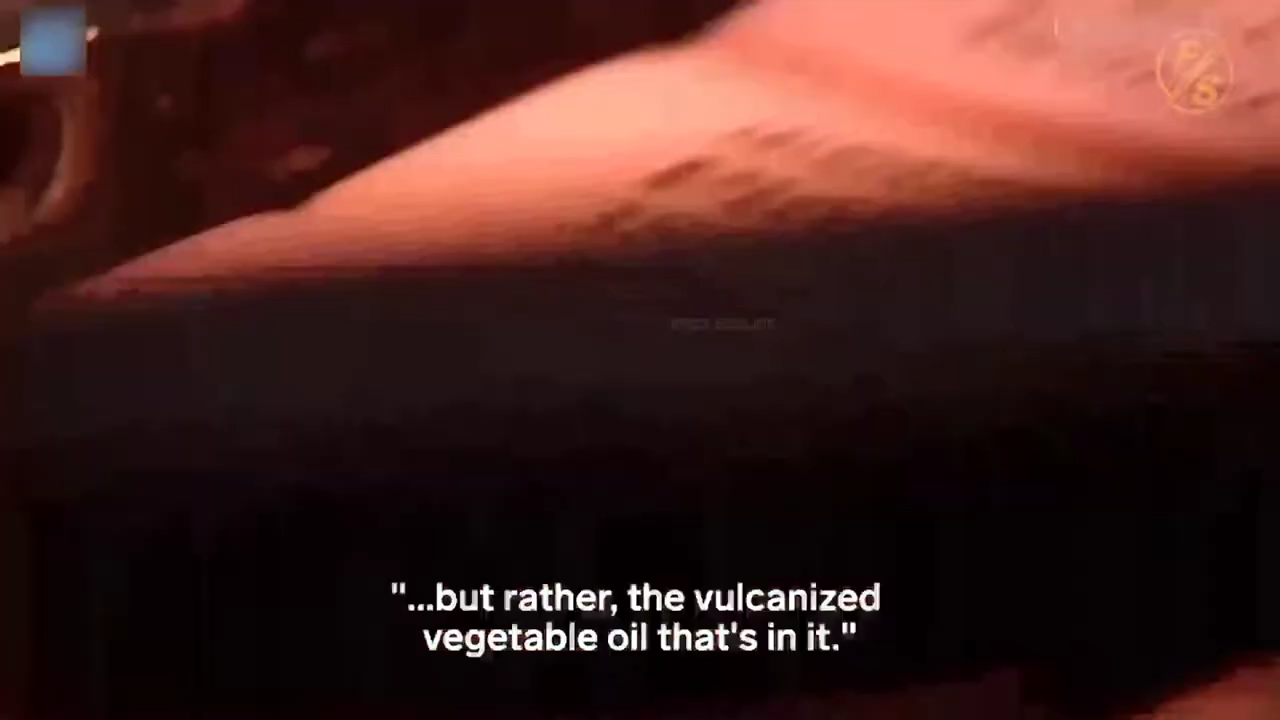 F/S
"...but rather, the vulcanized
vegetable oil that's in it."